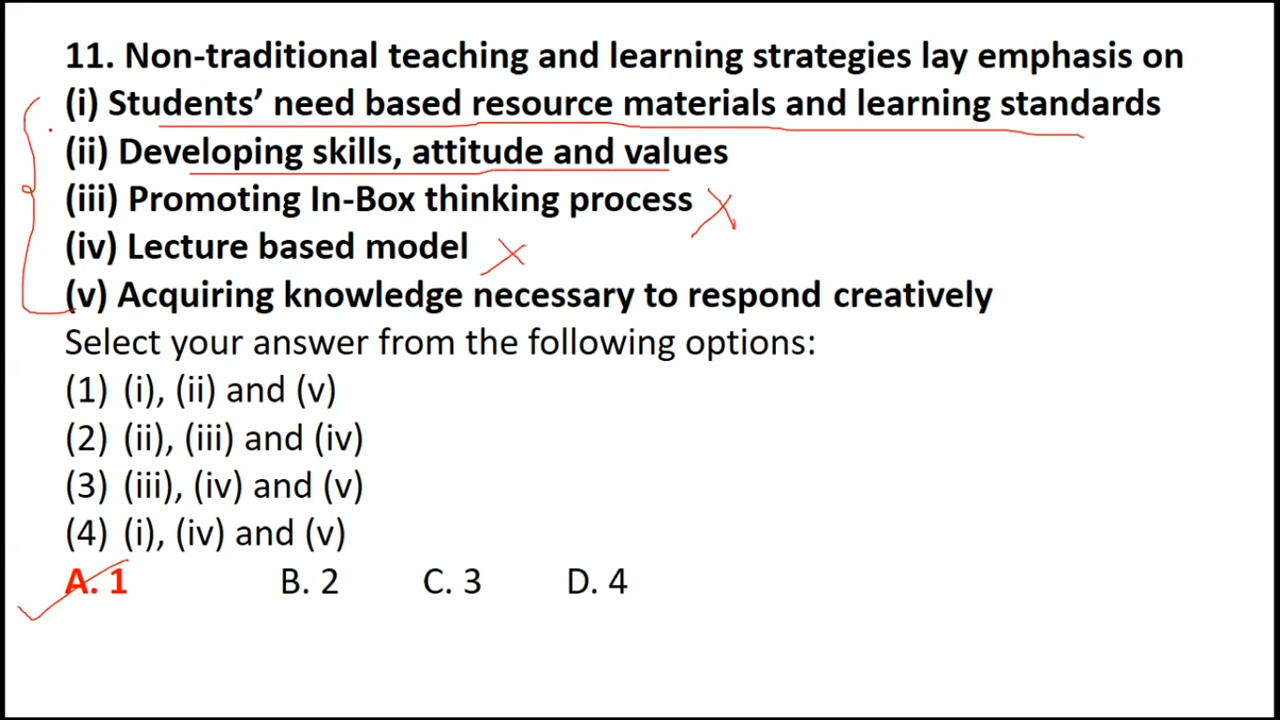 11. Non-traditional teaching and learning strategies lay emphasis on
(i) Students’ need based resource materials and learning standards
(ii) Developing skills, attitude and values
(iii) Promoting In-Box thinking process
(iv) Lecture based model
(v) Acquiring knowledge necessary to respond creatively
Select your answer from the following options:
(1) (i), (ii) and (v)
(2) (ii), (iii) and (iv)
(3) (iii), (iv) and (v)
(4) (i), (iv) and (v)
A. 1 B. 2 C. 3 D. 4